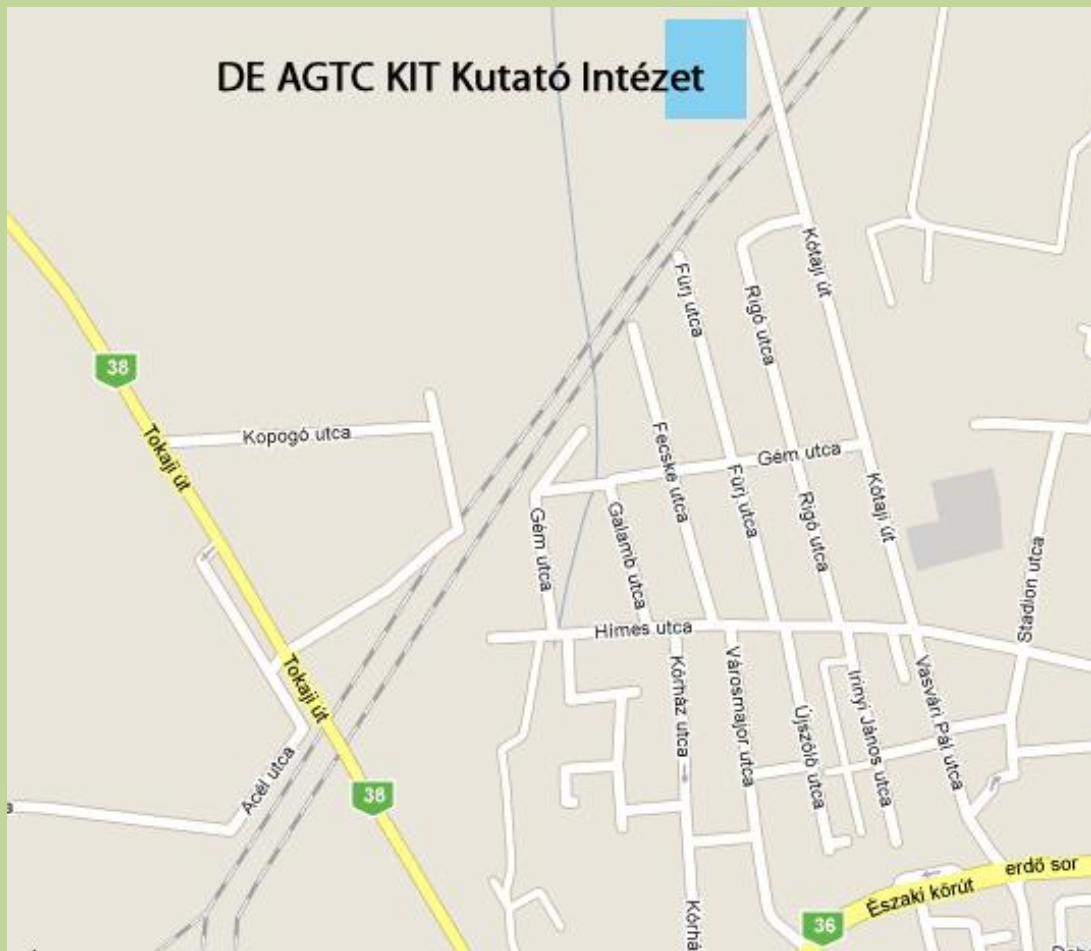 DE AGTC KIT Kutató Intézet
Kótaji út
Fürj utca
Rigó utca
38
Tokaji út
Kopogó utca
Fecske utca
Gém utca
Fürj utca
Rigó utca
Kótaji út
Gém utca
Galamb utca
Stadion utca
Himes utca
Tokaji út
Kórház utca
Városmajor utca
Újszőlő utca
Irinyi János utca
Vasvári Pál utca
Acél utca
38
erdő sor
Északi körút
36
Kórhá